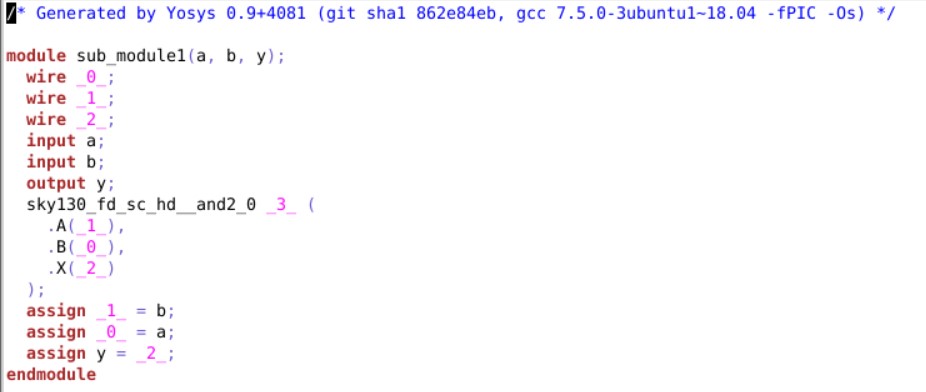 /* Generated by Yosys 0.9+4081 (git sha1 862e84eb, gcc 7.5.0-3ubuntu1~18.04 -fPIC -Os) */
module sub_module1(a, b, y);
wire _0_;
wire _1_;
wire _2_;
input a;
input b;
output y;
sky130_fd_sc_hd__and2_0 _3_ (
.A(_1_),
.B(_0_),
.X(_2_)
);
assign _1_ = b;
assign _0_ = a;
assign y = _2_;
endmodule